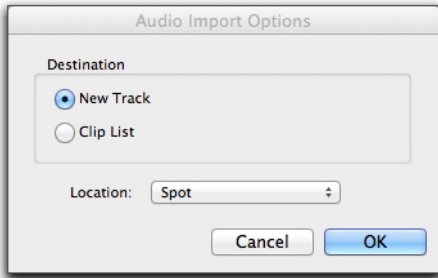 Audio Import Options
Destination
New Track
Clip List
Location: Spot
Cancel OK